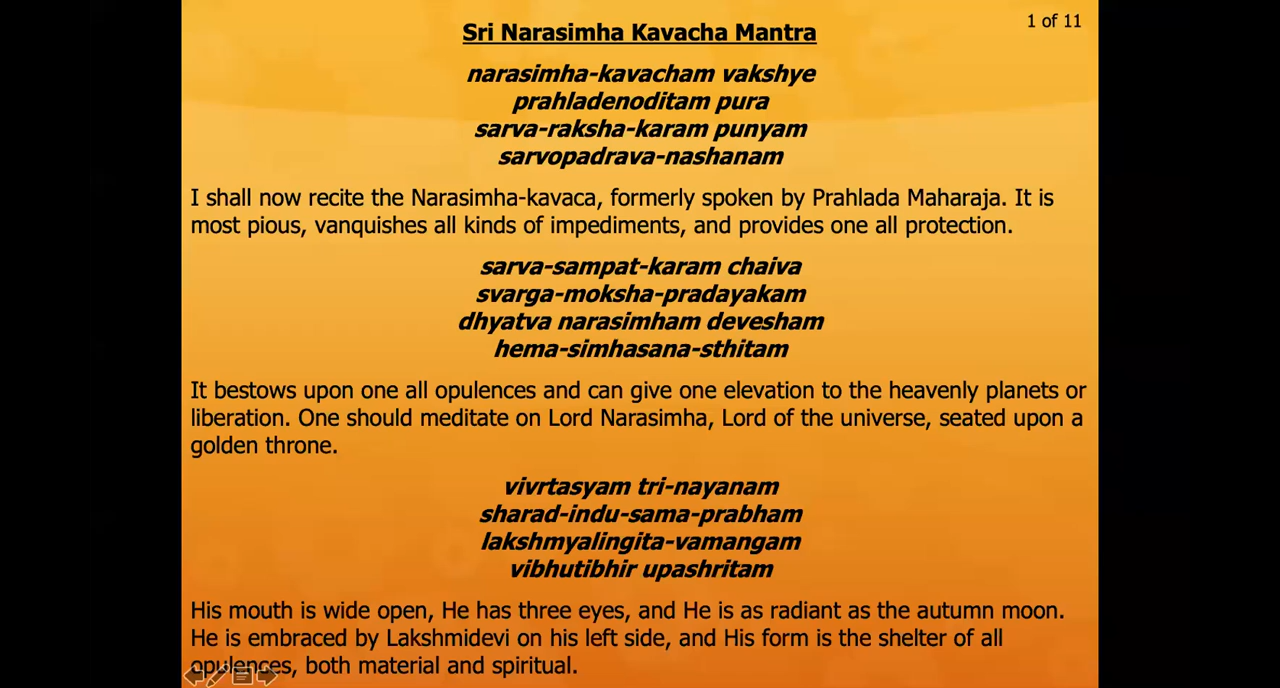 Sri Narasimha Kavacha Mantra
1 of 11
narasimha-kavacham vakshye
prahladenoditam pura
sarva-raksha-karam punyam
sarvopadrava-nashanam
I shall now recite the Narasimha-kavaca, formerly spoken by Prahlada Maharaja. It is
most pious, vanquishes all kinds of impediments, and provides one all protection.
sarva-sampat-karam chaiva
svarga-moksha-pradayakam
dhyatva narasimham devesham
hema-simhasana-sthitam
It bestows upon one all opulences and can give one elevation to the heavenly planets or
liberation. One should meditate on Lord Narasimha, Lord of the universe, seated upon a
golden throne.
vivrtasyam tri-nayanam
sharad-indu-sama-prabham
lakshmyalingita-vamangam
vibhutibhir upashritam
His mouth is wide open, He has three eyes, and He is as radiant as the autumn moon.
He is embraced by Lakshmidevi on his left side, and His form is the shelter of all
opulences, both material and spiritual.